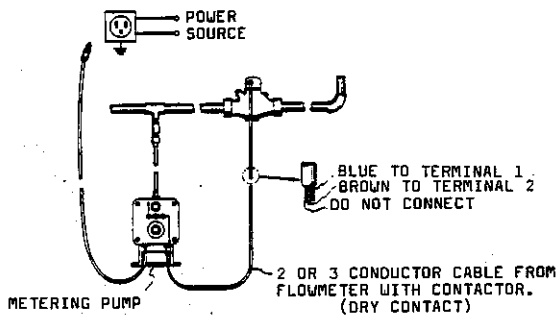 POWER
SOURCE
BLUE TO TERMINAL 1
BROWN TO TERMINAL 2
DO NOT CONNECT
2 OR 3 CONDUCTOR CABLE FROM
FLOWMETER WITH CONTACTOR.
(DRY CONTACT)
METERING PUMP